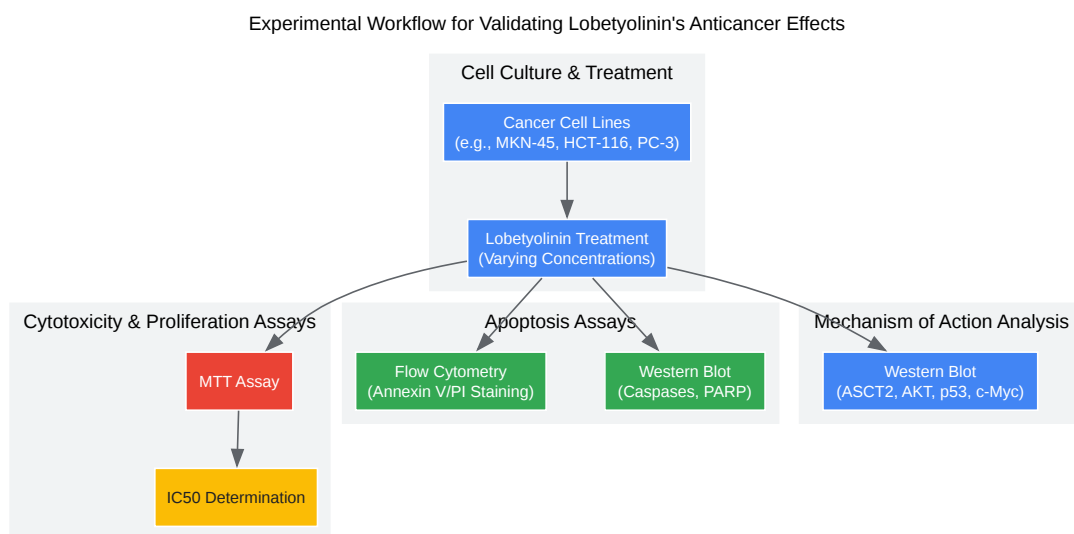 Experimental Workflow for Validating Lobetyolinin's Anticancer Effects
Cell Culture & Treatment
Cancer Cell Lines
(e.g., MKN-45, HCT-116, PC-3)
Lobetyolinin Treatment
(Varying Concentrations)
Cytotoxicity & Proliferation Assays
MTT Assay
IC50 Determination
Apoptosis Assays
Flow Cytometry
(Annexin V/PI Staining)
Western Blot
(Caspases, PARP)
Mechanism of Action Analysis
Western Blot
(ASCT2, AKT, p53, c-Myc)